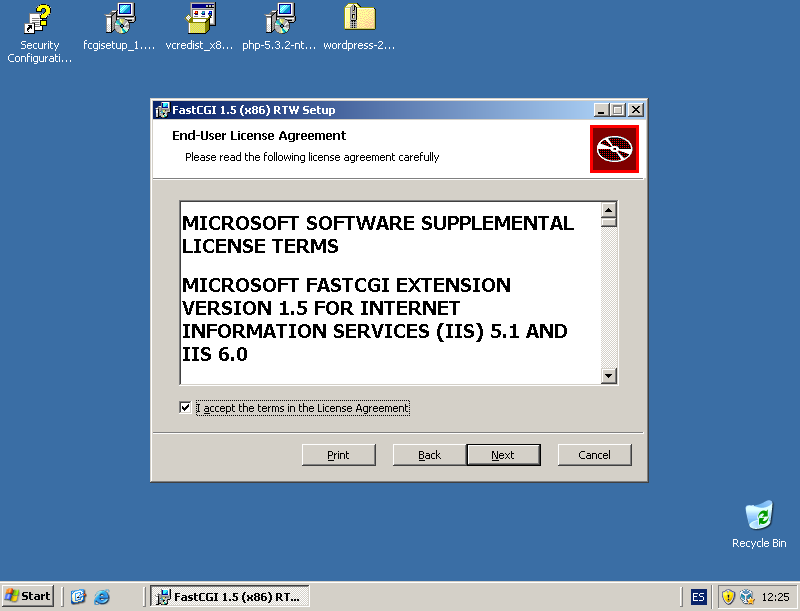 Security
Configurati...
fcgisetup_1....
vcredist_x8...
php-5.3.2-nt...
wordpress-2...
FastCGI 1.5 (x86) RTW Setup
End-User License Agreement
Please read the following license agreement carefully
MICROSOFT SOFTWARE SUPPLEMENTAL
LICENSE TERMS
MICROSOFT FASTCGI EXTENSION
VERSION 1.5 FOR INTERNET
INFORMATION SERVICES (IIS) 5.1 AND
IIS 6.0
I accept the terms in the License Agreement
Print
Back
Next
Cancel
Recycle Bin
Start
FastCGI 1.5 (x86) RT...
ES
12:25